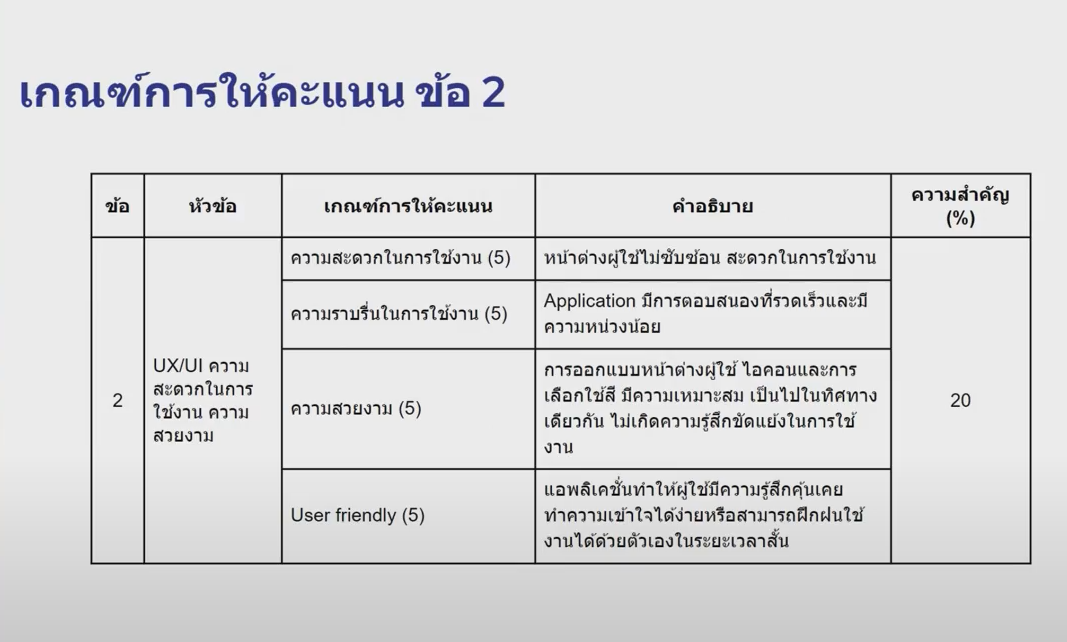 เกณฑ์การให้คะแนน ข้อ 2
ข้อ
หัวข้อ
เกณฑ์การให้คะแนน
คำอธิบาย
ความสำคัญ
(%)
2
UX/UI ความ
สะดวกในการ
ใช้งาน ความ
สวยงาม
ความสะดวกในการใช้งาน (5)
หน้าต่างผู้ใช้ไม่ซับซ้อน สะดวกในการใช้งาน
ความราบรื่นในการใช้งาน (5)
Application มีการตอบสนองที่รวดเร็วและมี
ความหน่วงน้อย
ความสวยงาม (5)
การออกแบบหน้าต่างผู้ใช้ ไอคอนและการ
เลือกใช้สี มีความเหมาะสม เป็นไปในทิศทาง
เดียวกัน ไม่เกิดความรู้สึกขัดแย้งในการใช้
งาน
User friendly (5)
แอพลิเคชั่นทำให้ผู้ใช้มีความรู้สึกคุ้นเคย
ทำความเข้าใจได้ง่ายหรือสามารถฝึกฝนใช้
งานได้ด้วยตัวเองในระยะเวลาสั้น
20